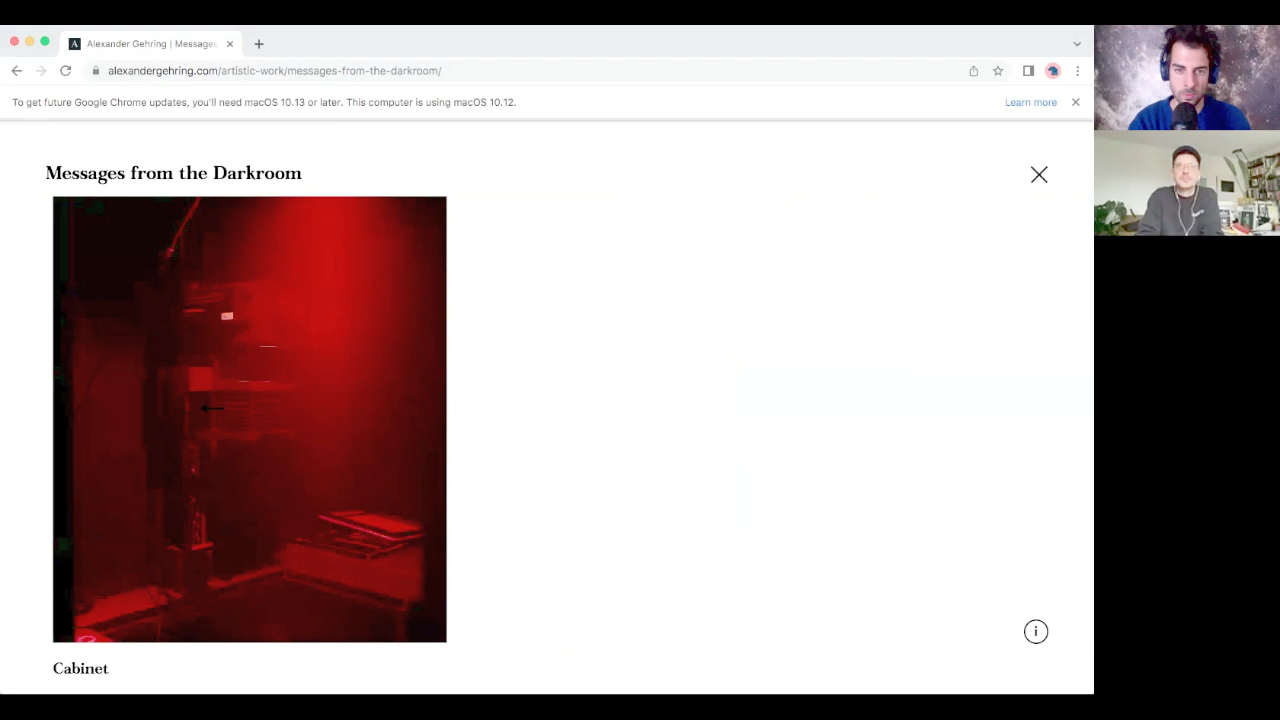 Alexander Gehring | Messages
alexandergehring.com/artistic-work/messages-from-the-darkroom/
To get future Google Chrome updates, you'll need macOS 10.13 or later. This computer is using macOS 10.12.
Learn more
Messages from the Darkroom
Cabinet